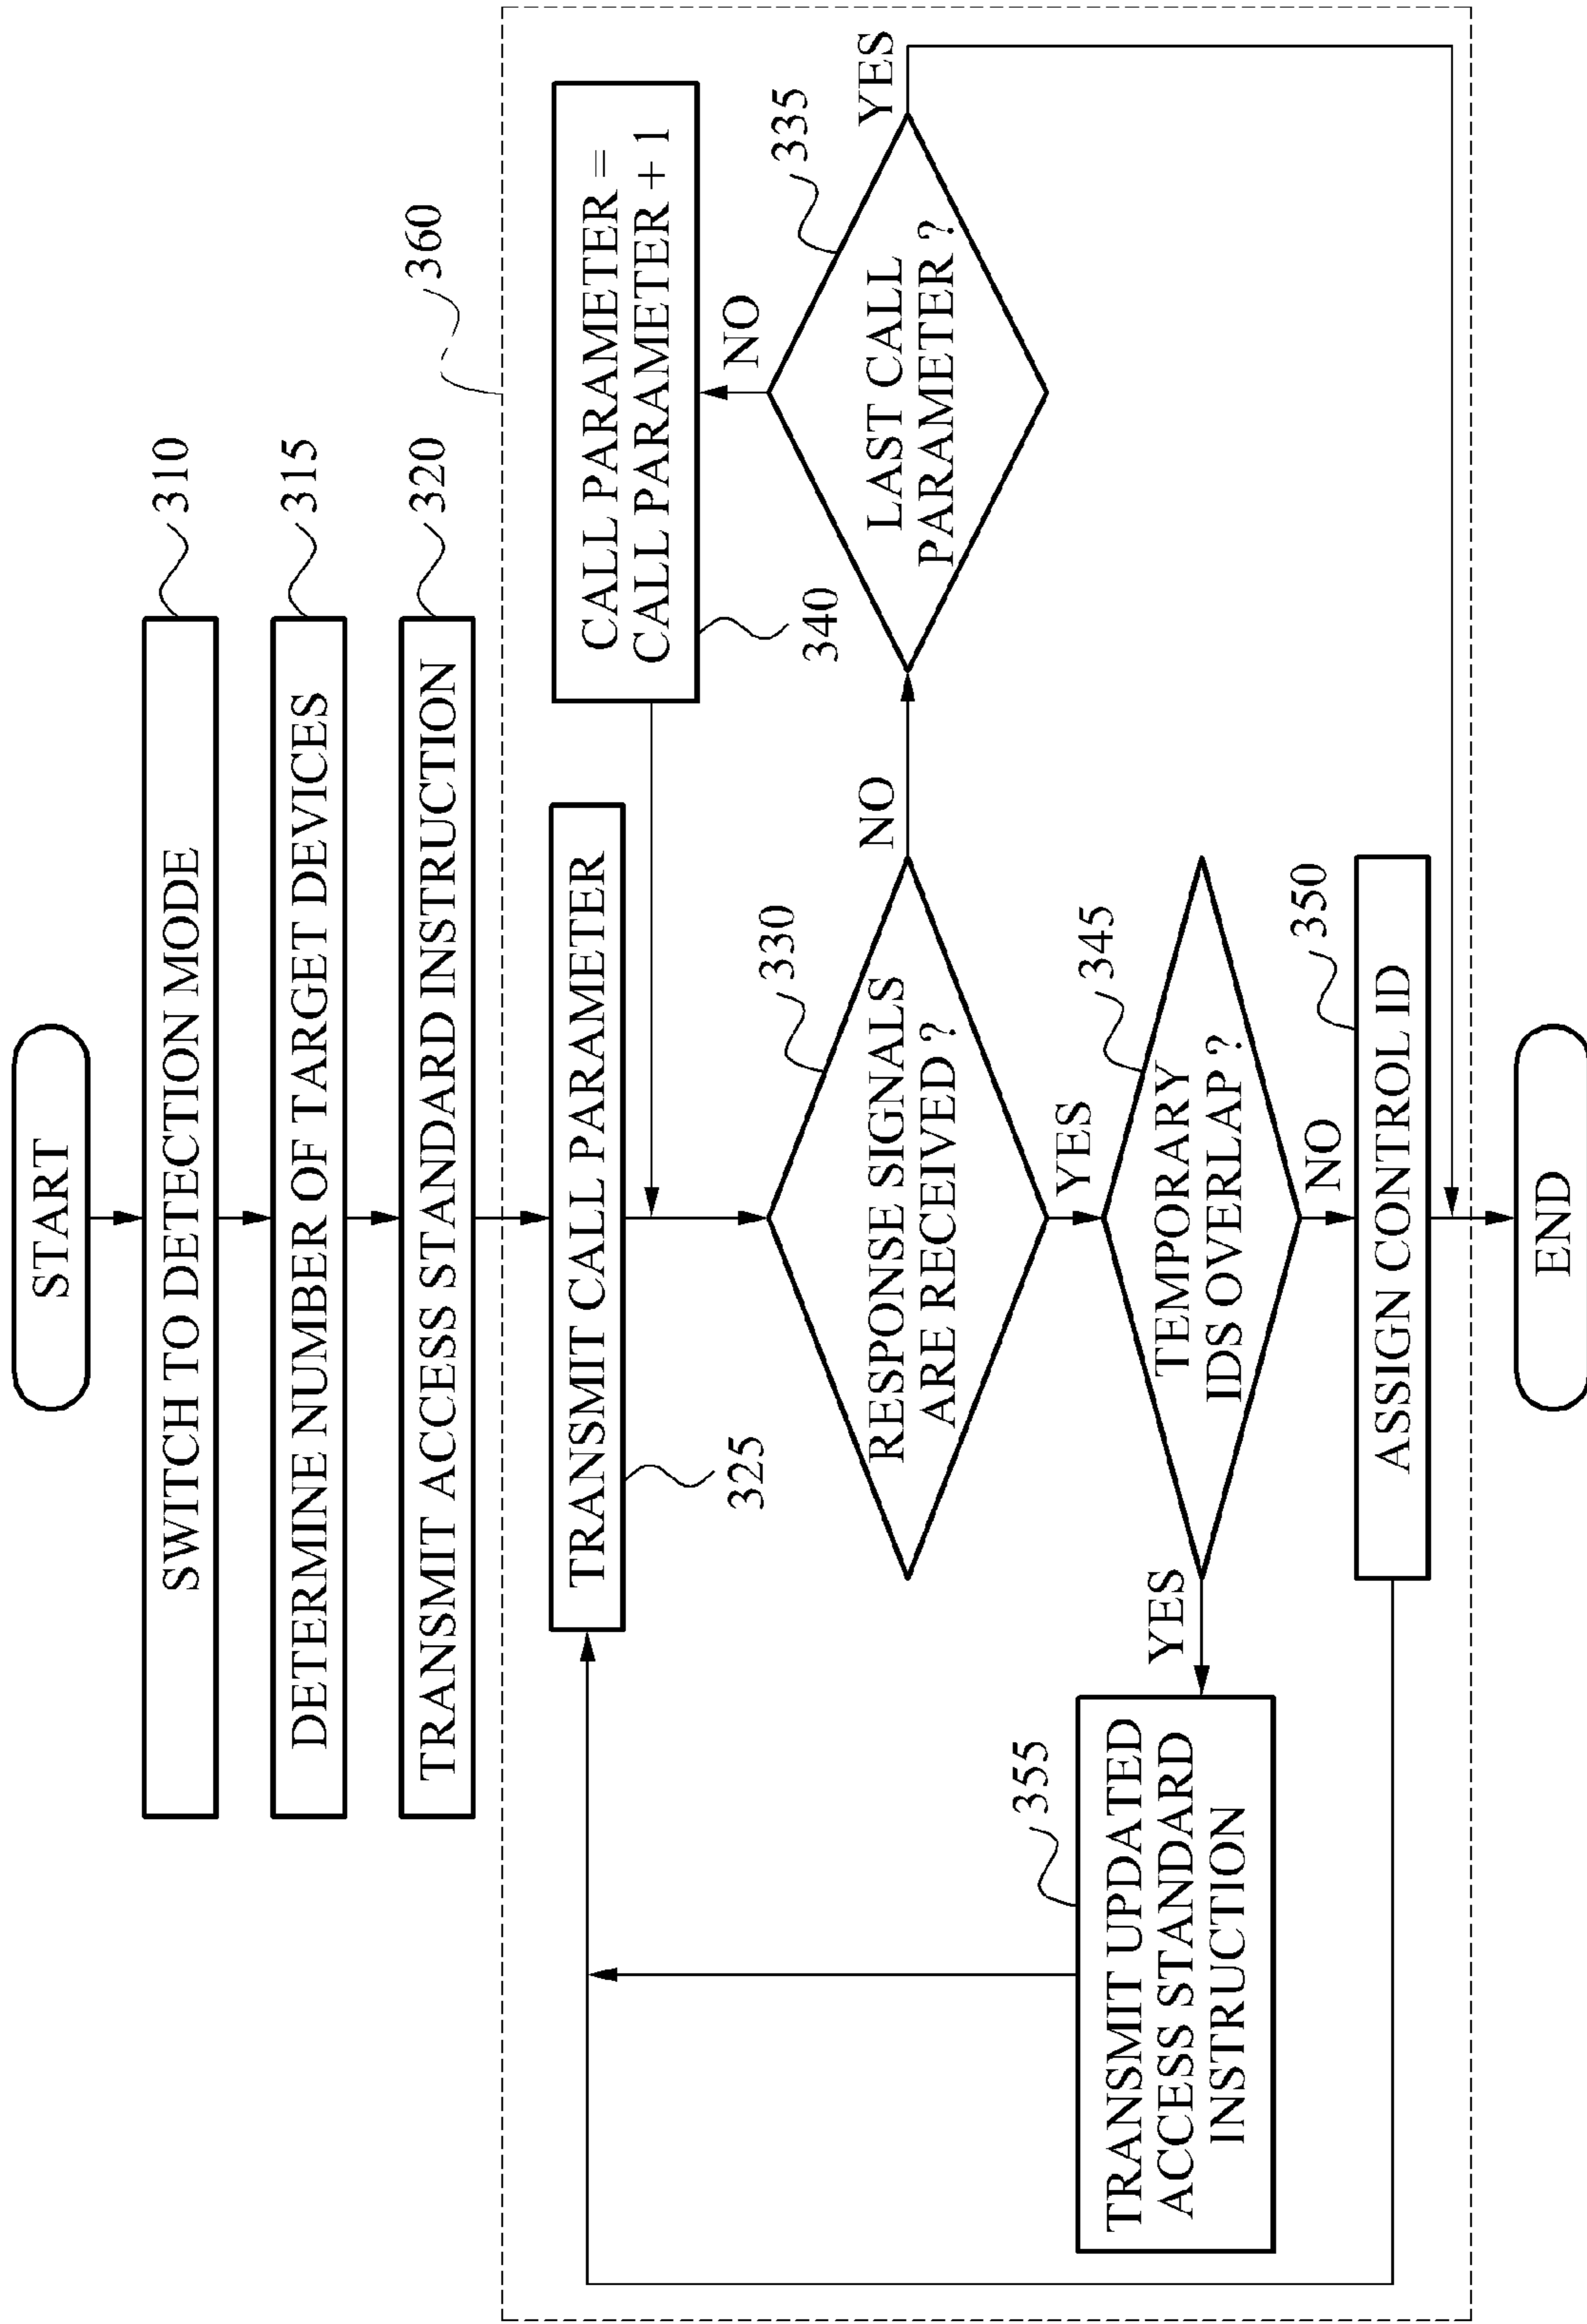 START
SWITCH TO DETECTION MODE
310
DETERMINE NUMBER OF TARGET DEVICES
315
TRANSMIT ACCESS STANDARD INSTRUCTION
320
360
TRANSMIT CALL PARAMETER
325
CALL PARAMETER =
CALL PARAMETER + 1
340
NO
RESPONSE SIGNALS
ARE RECEIVED ?
330
NO
LAST CALL
PARAMETER ?
335
YES
YES
TEMPORARY
IDS OVERLAP ?
345
YES
TRANSMIT UPDATED
ACCESS STANDARD
INSTRUCTION
355
NO
ASSIGN CONTROL ID
350
END